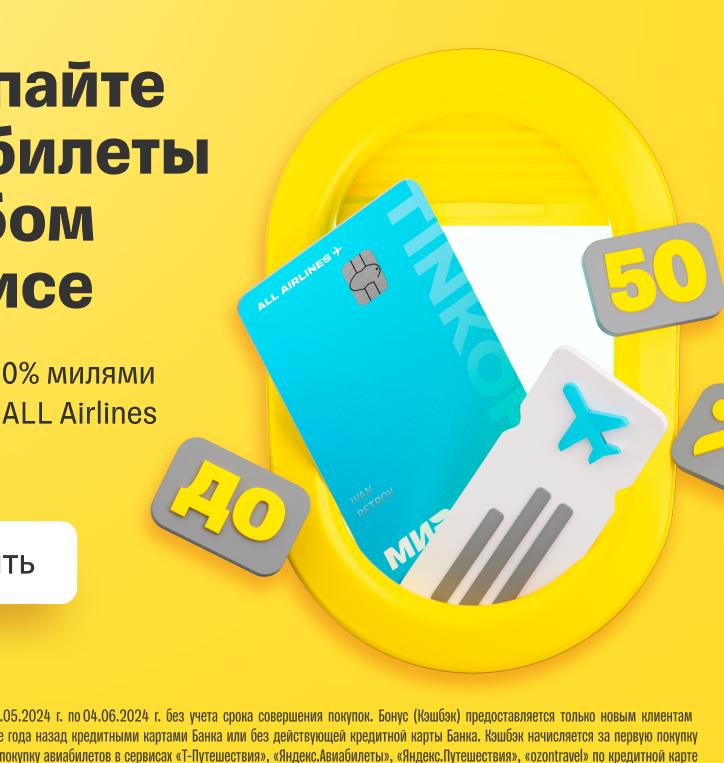 пайте
билеты
бом
исе
0% милями
ALL Airlines
ть
ALL AIRLINES
TINKO
IVAN
PETROV
МИ
50
ДО
.05.2024 г. по 04.06.2024 г. без учета срока совершения покупок. Бонус (Кэшбэк) предоставляется только новым клиентам
е года назад кредитными картами Банка или без действующей кредитной карты Банка. Кэшбэк начисляется за первую покупку
покупку авиабилетов в сервисах «Т-Путешествия», «Яндекс.Авиабилеты», «Яндекс.Путешествия», «ozontravel» по кредитной карте